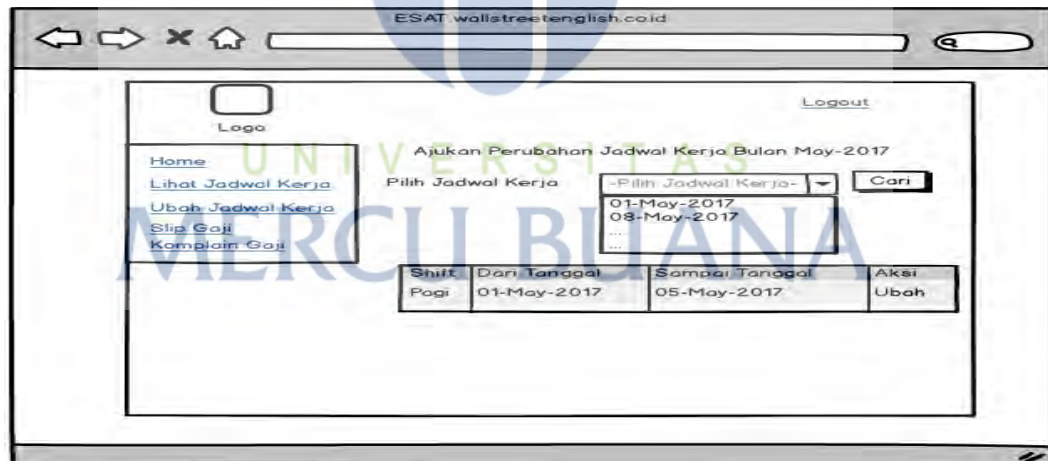 ESAT.wallstreetenglish.co.id
Logo
Logout
Home
Lihat Jadwal Kerja
Ubah Jadwal Kerja
Slip Gaji
Komplain Gaji
Ajukan Perubahan Jadwal Kerja Bulan May-2017
Pilih Jadwal Kerja -Pilih Jadwal Kerja- Cari
01-May-2017
08-May-2017
...
...
Shift Dari Tanggal Sampai Tanggal Aksi
Pagi 01-May-2017 05-May-2017 Ubah
UNIVERSITAS
MERCU BUANA